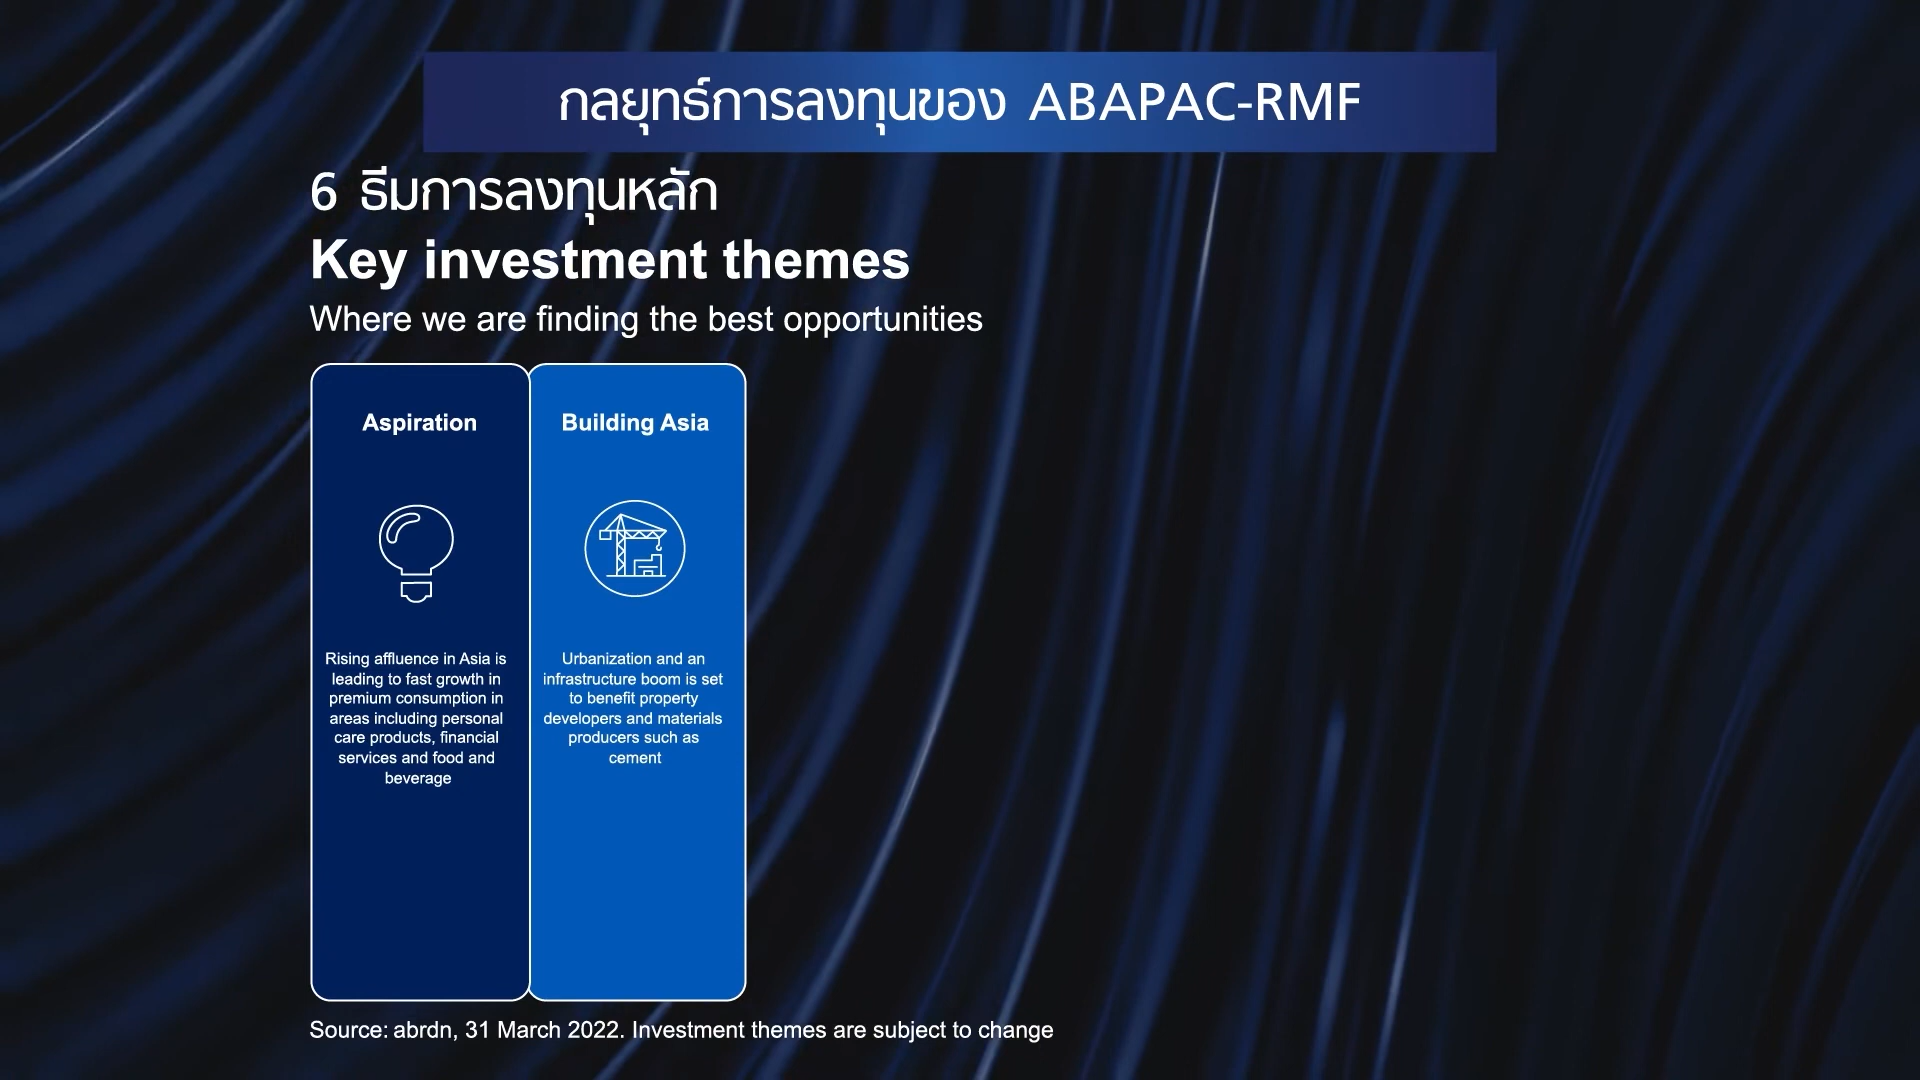 กลยุทธ์การลงทุนของ ABAPAC-RMF
6 ธีมการลงทุนหลัก
Key investment themes
Where we are finding the best opportunities
Aspiration
Rising affluence in Asia is
leading to fast growth in
premium consumption in
areas including personal
care products, financial
services and food and
beverage
Building Asia
Urbanization and an
infrastructure boom is set
to benefit property
developers and materials
producers such as
cement
Source: abrdn, 31 March 2022. Investment themes are subject to change